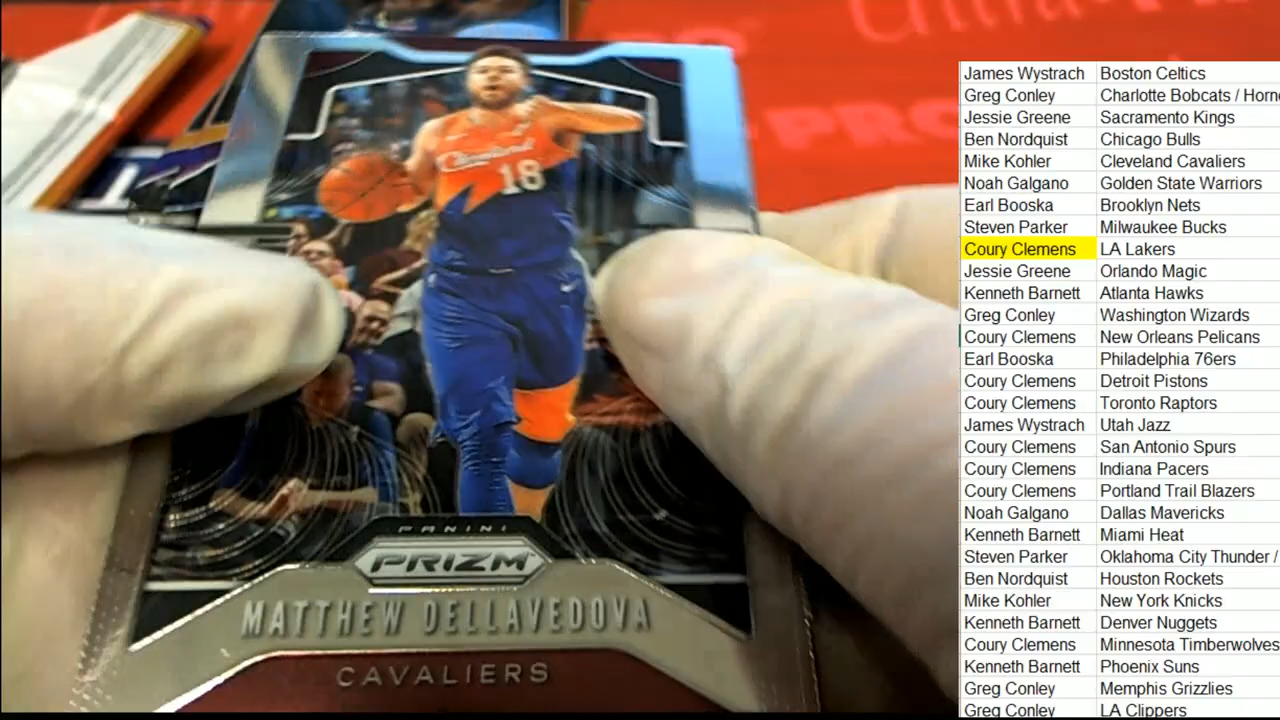 Cleveland
18
PANINI
PRIZM
MATTHEW DELLAVEDOVA
CAVALIERS
PRO
James Wystrach Boston Celtics
Greg Conley Charlotte Bobcats / Horne
Jessie Greene Sacramento Kings
Ben Nordquist Chicago Bulls
Mike Kohler Cleveland Cavaliers
Noah Galgano Golden State Warriors
Earl Booska Brooklyn Nets
Steven Parker Milwaukee Bucks
Coury Clemens LA Lakers
Jessie Greene Orlando Magic
Kenneth Barnett Atlanta Hawks
Greg Conley Washington Wizards
Coury Clemens New Orleans Pelicans
Earl Booska Philadelphia 76ers
Coury Clemens Detroit Pistons
Coury Clemens Toronto Raptors
James Wystrach Utah Jazz
Coury Clemens San Antonio Spurs
Coury Clemens Indiana Pacers
Coury Clemens Portland Trail Blazers
Noah Galgano Dallas Mavericks
Kenneth Barnett Miami Heat
Steven Parker Oklahoma City Thunder /
Ben Nordquist Houston Rockets
Mike Kohler New York Knicks
Kenneth Barnett Denver Nuggets
Coury Clemens Minnesota Timberwolves
Kenneth Barnett Phoenix Suns
Greg Conley Memphis Grizzlies
Greg Conley LA Clippers